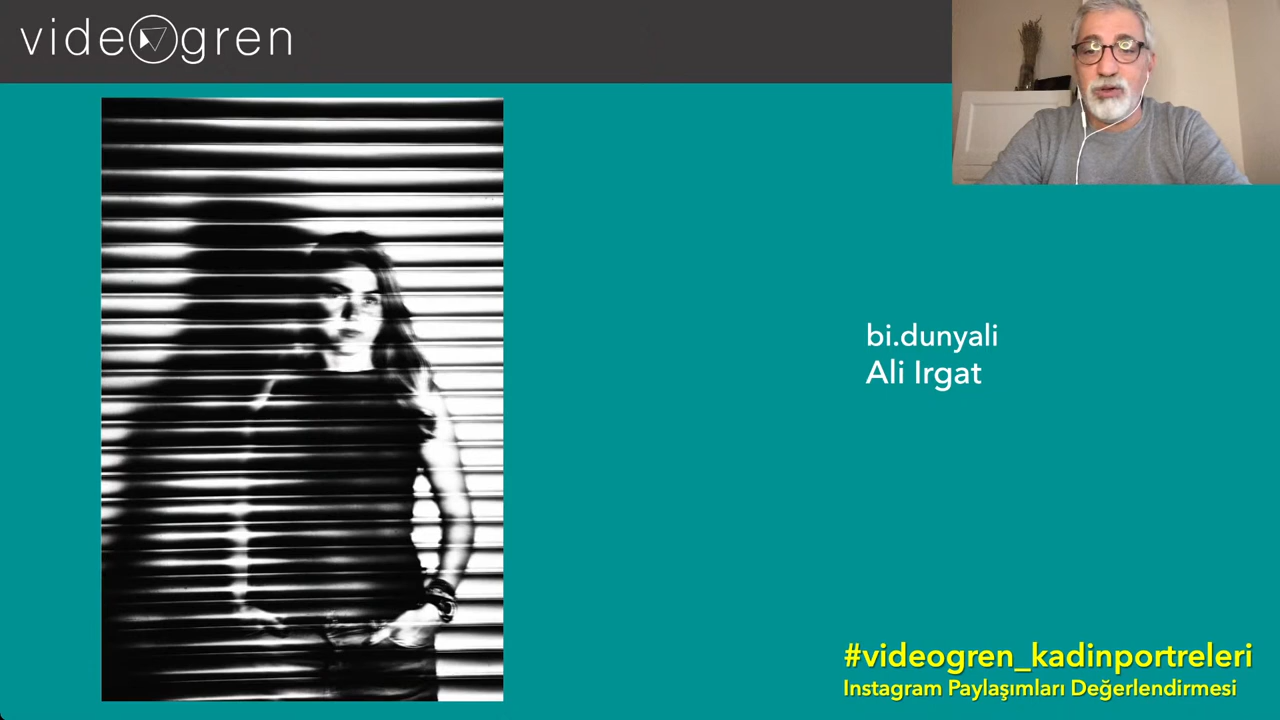 videogren
bi.dunyali
Ali Irgat
#videogren_kadinportreleri
Instagram Paylaşımları Değerlendirmesi